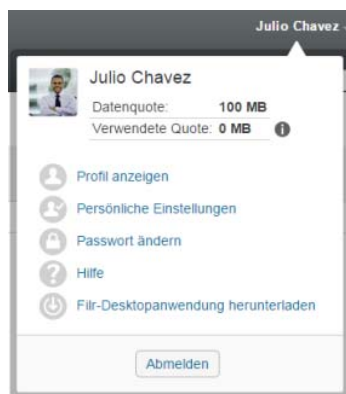 Julio Chavez
Julio Chavez
Datenquote: 100 MB
Verwendete Quote: 0 MB
Profil anzeigen
Persönliche Einstellungen
Passwort ändern
Hilfe
Filr-Desktopanwendung herunterladen
Abmelden